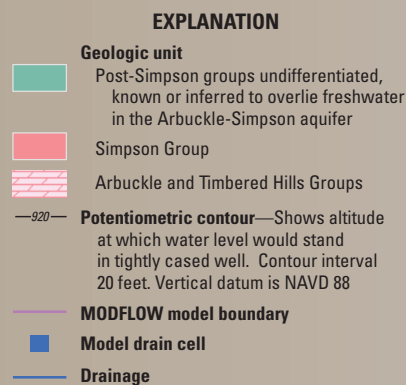 EXPLANATION
Geologic unit
Post-Simpson groups undifferentiated,
known or inferred to overlie freshwater
in the Arbuckle-Simpson aquifer
Simpson Group
Arbuckle and Timbered Hills Groups
—920— Potentiometric contour—Shows altitude
at which water level would stand
in tightly cased well. Contour interval
20 feet. Vertical datum is NAVD 88
MODFLOW model boundary
Model drain cell
Drainage